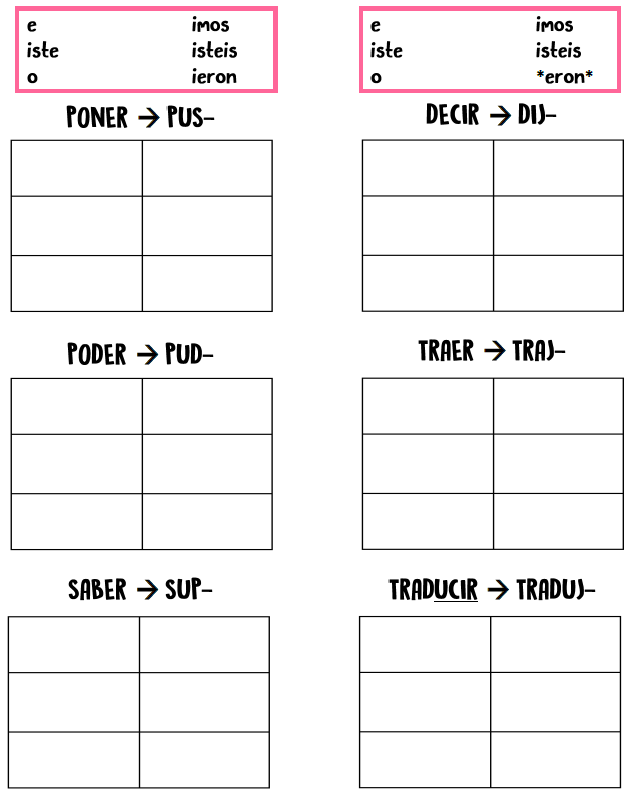 e imos
iste isteis
o ieron
PONER → PUS-
PODER → PUD-
SABER → SUP-
e imos
iste isteis
o *eron*
DECIR → DIJ-
TRAER → TRAJ-
TRADUCIR → TRADUJ-